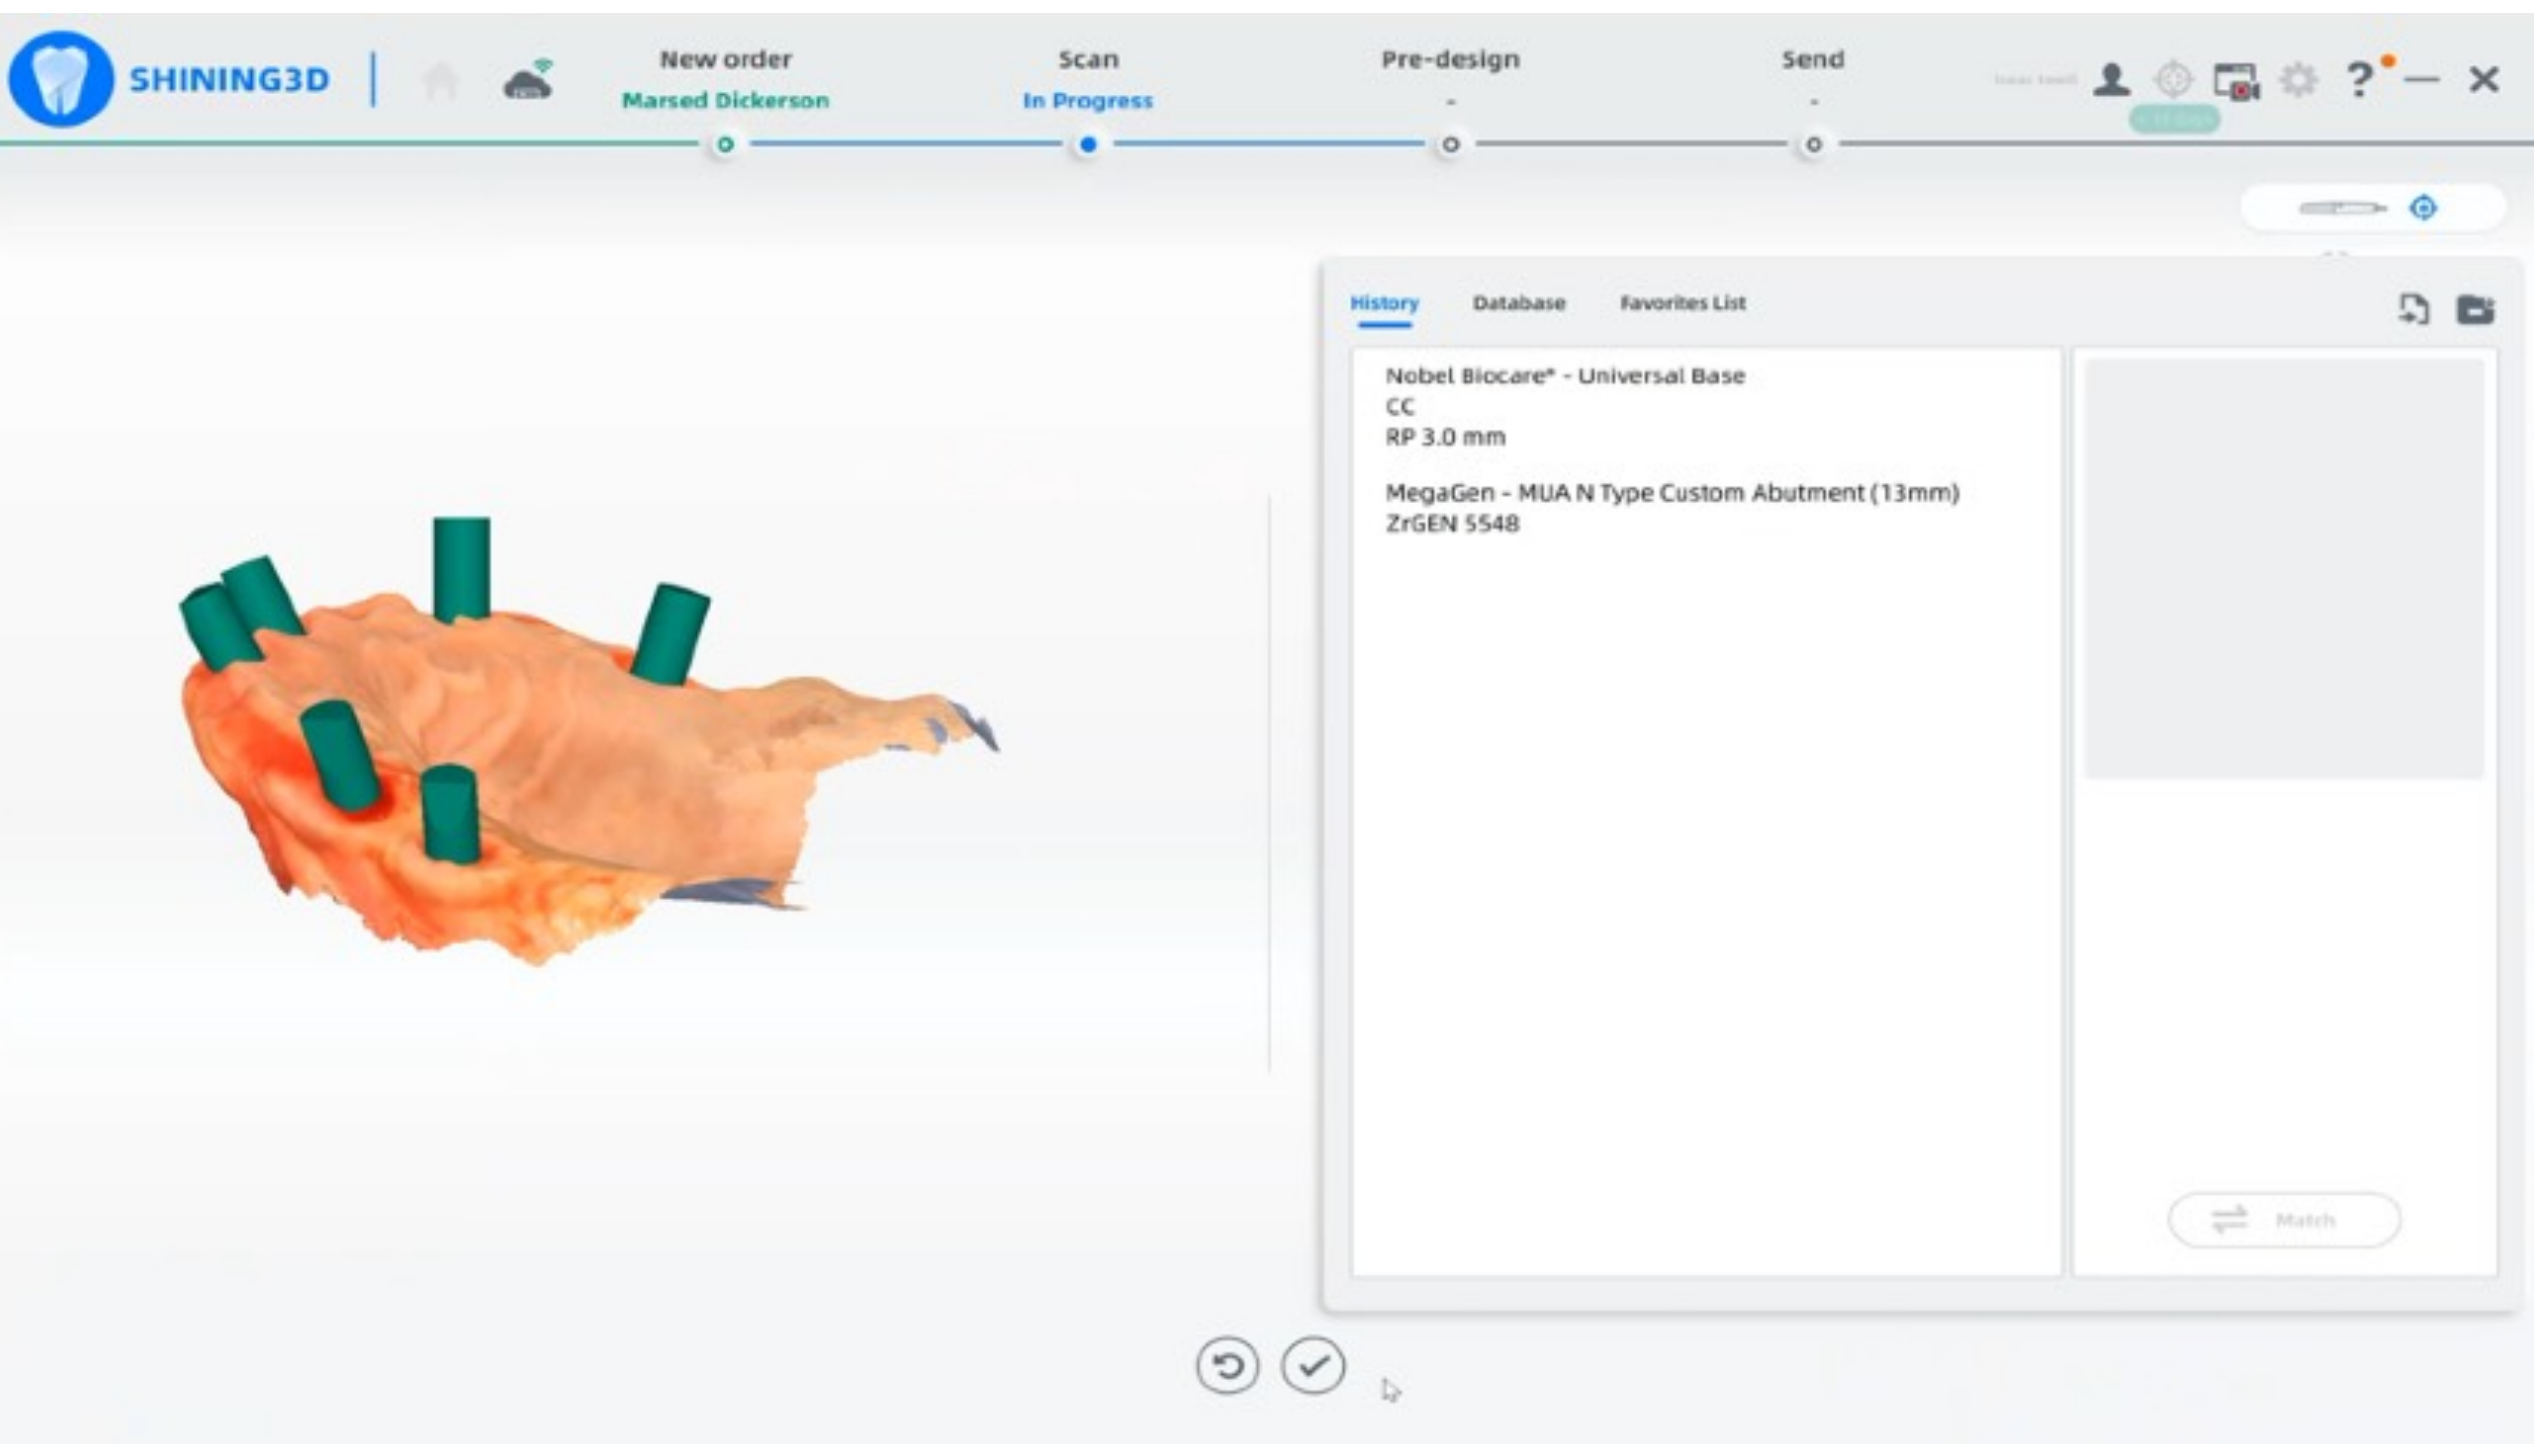 SHINING3D
New order
Marsed Dickerson
Scan
In Progress
Pre-design
-
Send
-
?
History
Database
Favorites List
Nobel Biocare* - Universal Base
CC
RP 3.0 mm
MegaGen - MUA N Type Custom Abutment (13mm)
ZrGEN 5548
Match